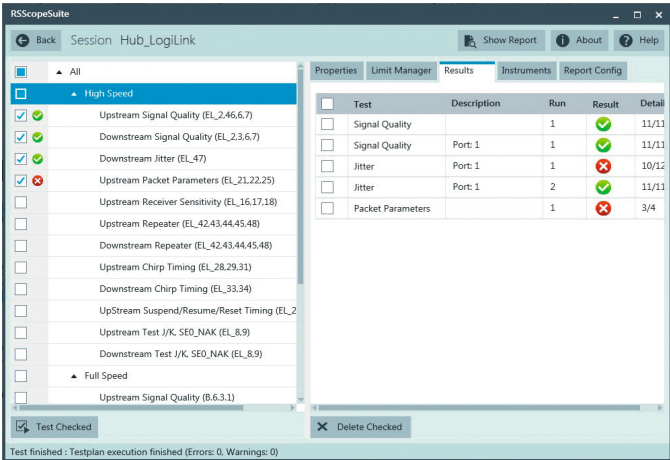 RSScopeSuite
Back Session Hub_LogiLink Show Report About Help
All
High Speed
Upstream Signal Quality (EL_2,46,6,7)
Downstream Signal Quality (EL_2,3,6,7)
Downstream Jitter (EL_47)
Upstream Packet Parameters (EL_21,22,25)
Upstream Receiver Sensitivity (EL_16,17,18)
Upstream Repeater (EL_42,43,44,45,48)
Downstream Repeater (EL_42,43,44,45,48)
Upstream Chirp Timing (EL_28,29,31)
Downstream Chirp Timing (EL_33,34)
UpStream Suspend/Resume/Reset Timing (EL_2
Upstream Test J/K, SE0_NAK (EL_8,9)
Downstream Test J/K, SE0_NAK (EL_8,9)
Full Speed
Upstream Signal Quality (B.6.3.1)
Test Checked
Properties Limit Manager Results Instruments Report Config
Test Description Run Result Detail
Signal Quality 1 11/11
Signal Quality Port: 1 1 11/11
Jitter Port: 1 1 10/12
Jitter Port: 1 2 11/11
Packet Parameters 1 3/4
Delete Checked
Test finished : Testplan execution finished (Errors: 0, Warnings: 0)